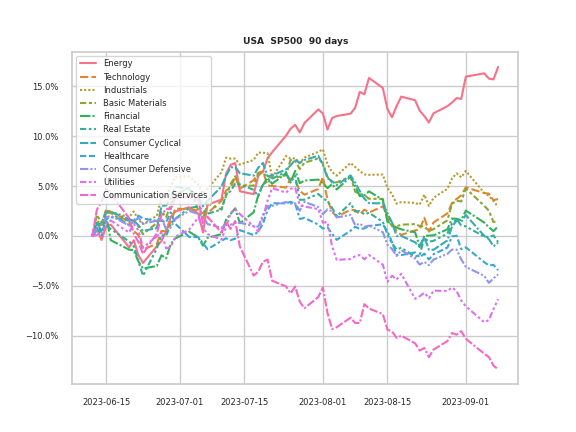 USA  SP500  90 days
Energy
Technology
Industrials
Basic Materials
Financial
Real Estate
Consumer Cyclical
Healthcare
Consumer Defensive
Utilities
Communication Services
15.0%
10.0%
5.0%
0.0%
−5.0%
−10.0%
2023-06-15 2023-07-01 2023-07-15 2023-08-01 2023-08-15 2023-09-01